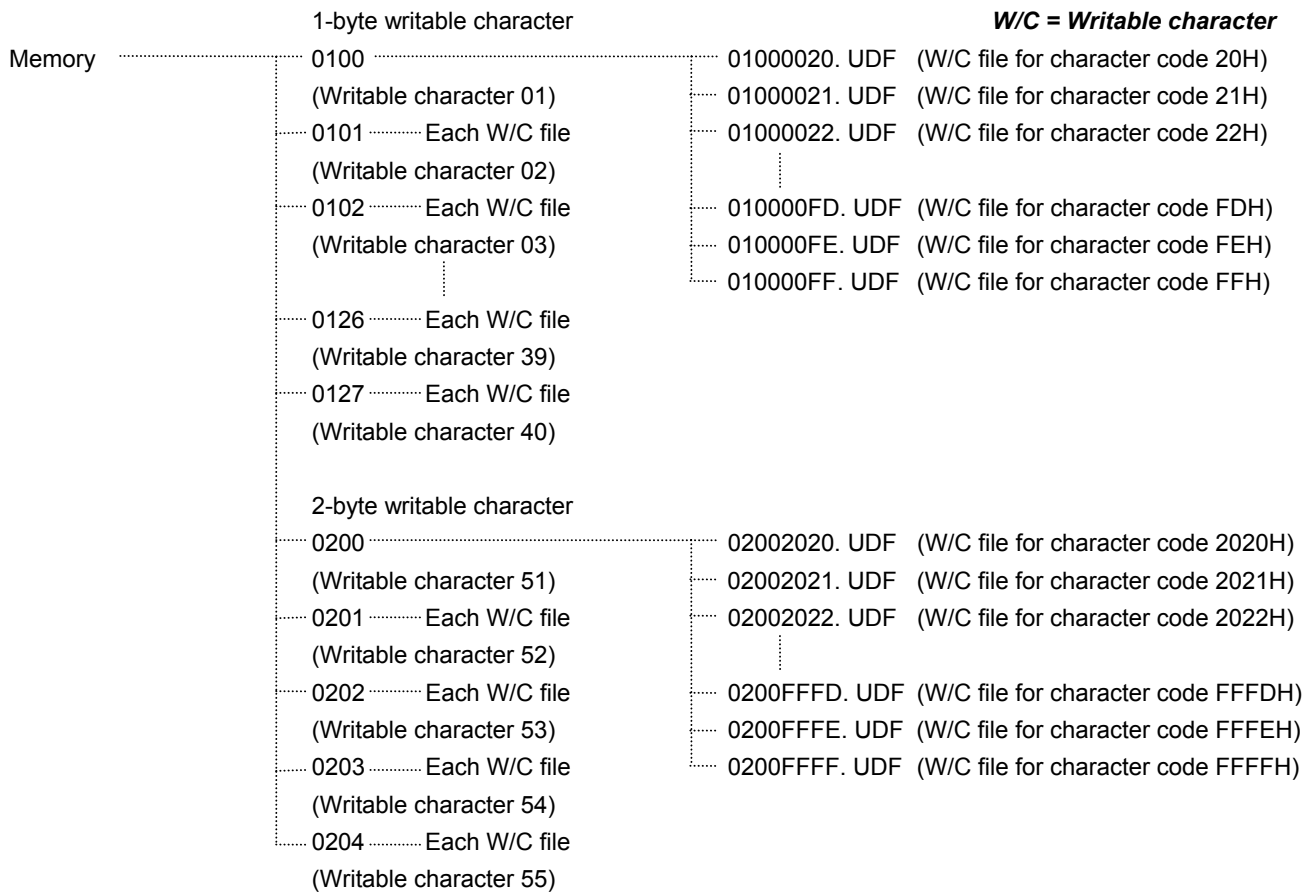 1-byte writable character W/C = Writable character
Memory 0100 01000020. UDF (W/C file for character code 20H)
(Writable character 01) 01000021. UDF (W/C file for character code 21H)
0101 Each W/C file 01000022. UDF (W/C file for character code 22H)
(Writable character 02)
0102 Each W/C file 010000FD. UDF (W/C file for character code FDH)
(Writable character 03) 010000FE. UDF (W/C file for character code FEH)
010000FF. UDF (W/C file for character code FFH)
0126 Each W/C file
(Writable character 39)
0127 Each W/C file
(Writable character 40)
2-byte writable character
0200 02002020. UDF (W/C file for character code 2020H)
(Writable character 51) 02002021. UDF (W/C file for character code 2021H)
0201 Each W/C file 02002022. UDF (W/C file for character code 2022H)
(Writable character 52)
0202 Each W/C file 0200FFFD. UDF (W/C file for character code FFFDH)
(Writable character 53) 0200FFFE. UDF (W/C file for character code FFFEH)
0203 Each W/C file 0200FFFF. UDF (W/C file for character code FFFFH)
(Writable character 54)
0204 Each W/C file
(Writable character 55)